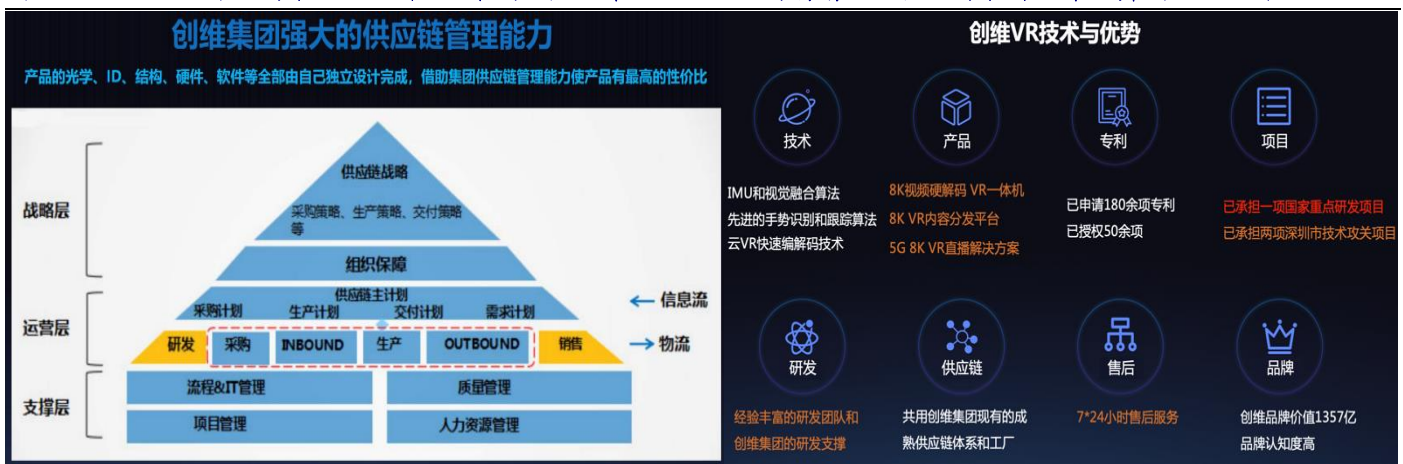 创维集团强大的供应链管理能力
产品的光学、ID、结构、硬件、软件等全部由自己独立设计完成，借助集团供应链管理能力使产品有最高的性价比
战略层
供应链战略
采购策略、生产策略、交付策略
等
组织保障
运营层
供应链主计划
采购计划 生产计划 交付计划 需求计划
研发 采购 INBOUND 生产 OUTBOUND 销售
信息流
物流
支撑层
流程&IT管理 质量管理
项目管理 人力资源管理
创维VR技术与优势
技术
IMU和视觉融合算法
先进的手势识别和跟踪算法
云VR快速编解码技术
产品
8K视频硬解码 VR一体机
8K VR内容分发平台
5G 8K VR直播解决方案
专利
已申请180余项专利
已授权50余项
项目
已承担一项国家重点研发项目
已承担两项深圳市技术攻关项目
研发
经验丰富的研发团队和
创维集团的研发支撑
供应链
共用创维集团现有的成
熟供应链体系和工厂
售后
7*24小时售后服务
品牌
创维品牌价值1357亿
品牌认知度高